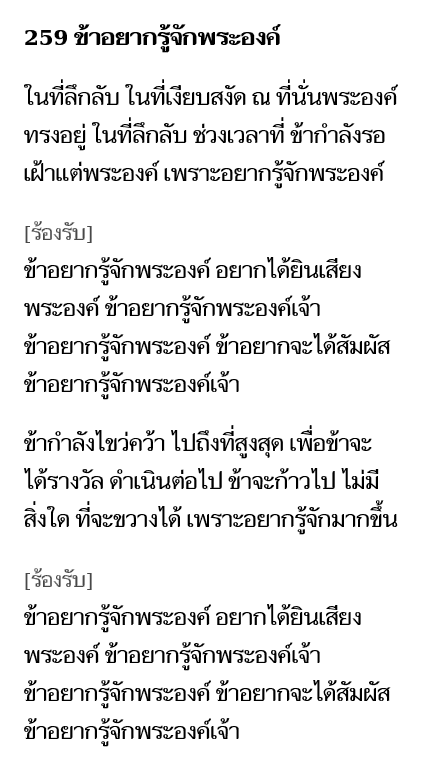 259 ข้าอยากรู้จักพระองค์
ในที่ลึกลับ ในที่เงียบสงัด ณ ที่นั่นพระองค์
ทรงอยู่ ในที่ลึกลับ ช่วงเวลาที่ ข้ากำลังรอ
เฝ้าแต่พระองค์ เพราะอยากรู้จักพระองค์
[ร้องรับ]
ข้าอยากรู้จักพระองค์ อยากได้ยินเสียง
พระองค์ ข้าอยากรู้จักพระองค์เจ้า
ข้าอยากรู้จักพระองค์ ข้าอยากจะได้สัมผัส
ข้าอยากรู้จักพระองค์เจ้า
ข้ากำลังไขว่คว้า ไปถึงที่สูงสุด เพื่อข้าจะ
ได้รางวัล ดำเนินต่อไป ข้าจะก้าวไป ไม่มี
สิ่งใด ที่จะขวางได้ เพราะอยากรู้จักมากขึ้น
[ร้องรับ]
ข้าอยากรู้จักพระองค์ อยากได้ยินเสียง
พระองค์ ข้าอยากรู้จักพระองค์เจ้า
ข้าอยากรู้จักพระองค์ ข้าอยากจะได้สัมผัส
ข้าอยากรู้จักพระองค์เจ้า